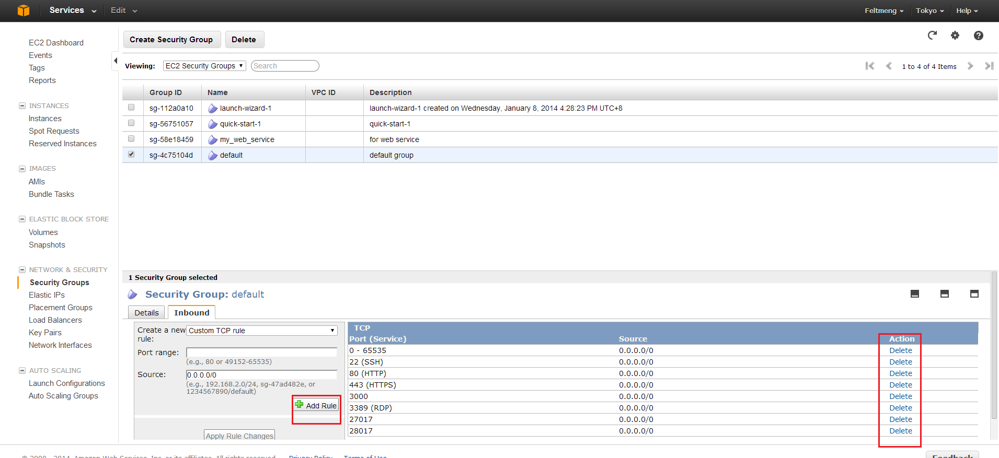 Services Edit Feltmeng Tokyo Help
EC2 Dashboard
Events
Tags
Reports
INSTANCES
Instances
Spot Requests
Reserved Instances
IMAGES
AMIs
Bundle Tasks
ELASTIC BLOCK STORE
Volumes
Snapshots
NETWORK & SECURITY
Security Groups
Elastic IPs
Placement Groups
Load Balancers
Key Pairs
Network Interfaces
AUTO SCALING
Launch Configurations
Auto Scaling Groups
Create Security Group Delete
Viewing: EC2 Security Groups Search 1 to 4 of 4 Items
Group ID Name VPC ID Description
sg-112a0a10 launch-wizard-1 launch-wizard-1 created on Wednesday, January 8, 2014 4:28:23 PM UTC+8
sg-56751057 quick-start-1 quick-start-1
sg-58e18459 my_web_service for web service
sg-4c75104d default default group
1 Security Group selected
Security Group: default
Details Inbound
Create a new rule: Custom TCP rule
Port range:
(e.g., 80 or 49152-65535)
Source: 0.0.0.0/0
(e.g., 192.168.2.0/24, sg-47ad482e, or
1234567890/default)
Add Rule
Apply Rule Changes
TCP
Port (Service) Source Action
0 - 65535 0.0.0.0/0 Delete
22 (SSH) 0.0.0.0/0 Delete
80 (HTTP) 0.0.0.0/0 Delete
443 (HTTPS) 0.0.0.0/0 Delete
3000 0.0.0.0/0 Delete
3389 (RDP) 0.0.0.0/0 Delete
27017 0.0.0.0/0 Delete
28017 0.0.0.0/0 Delete
© 2008 - 2014, Amazon Web Services, Inc. or its affiliates. All rights reserved. Privacy Policy Terms of Use
Feedback